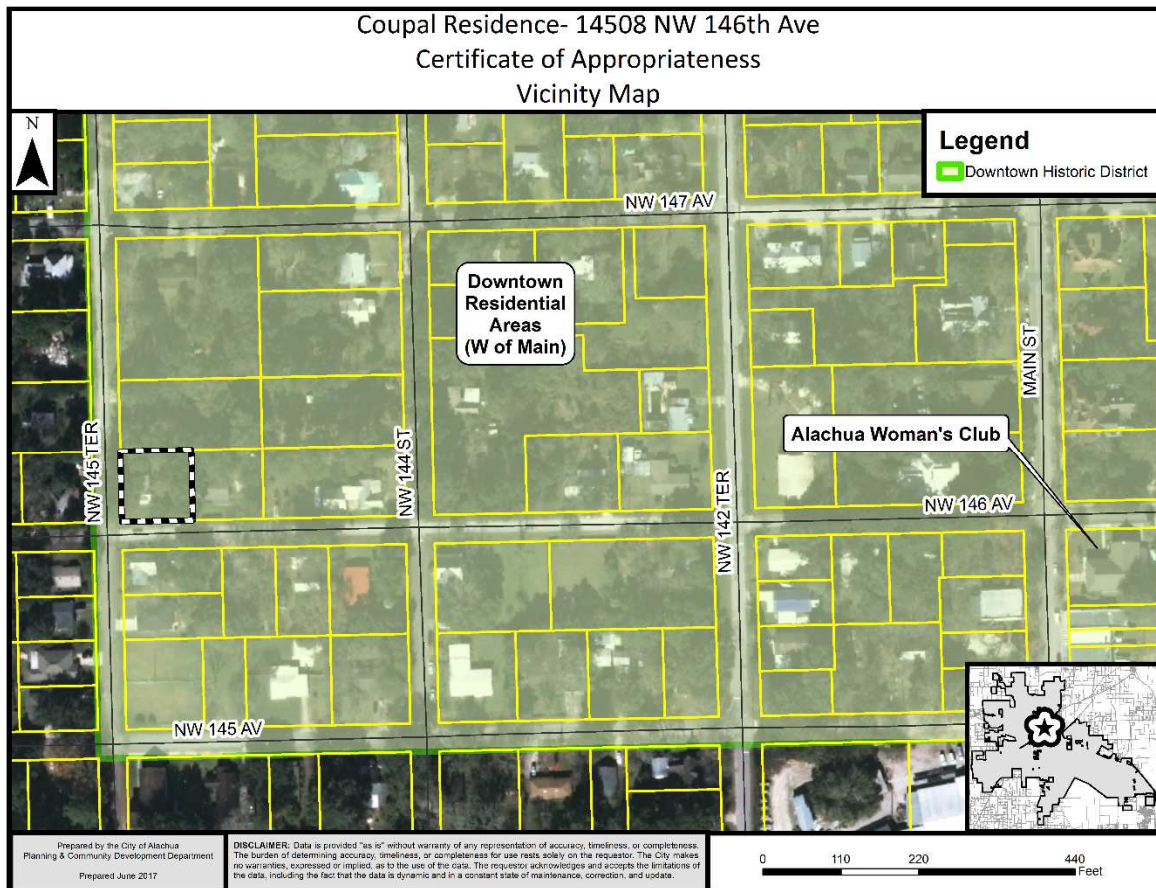 Coupal Residence- 14508 NW 146th Ave
Certificate of Appropriateness
Vicinity Map
N
Legend
Downtown Historic District
NW 147 AV
Downtown
Residential
Areas
(W of Main)
MAIN ST
Alachua Woman's Club
NW 145 TER
NW 144 ST
NW 142 TER
NW 146 AV
NW 145 AV
Prepared by the City of Alachua
Planning & Community Development Department
Prepared June 2017
DISCLAIMER: Data is provided "as is" without warranty of any representation of accuracy, timeliness, or completeness.
The burden of determining accuracy, timeliness, or completeness for use rests solely on the requestor. The City makes
no warranties, expressed or implied, as to the use of the data. The requestor acknowledges and accepts the limitations of
the data, including the fact that the data is dynamic and in a constant state of maintenance, correction, and update.
0 110 220 440
Feet